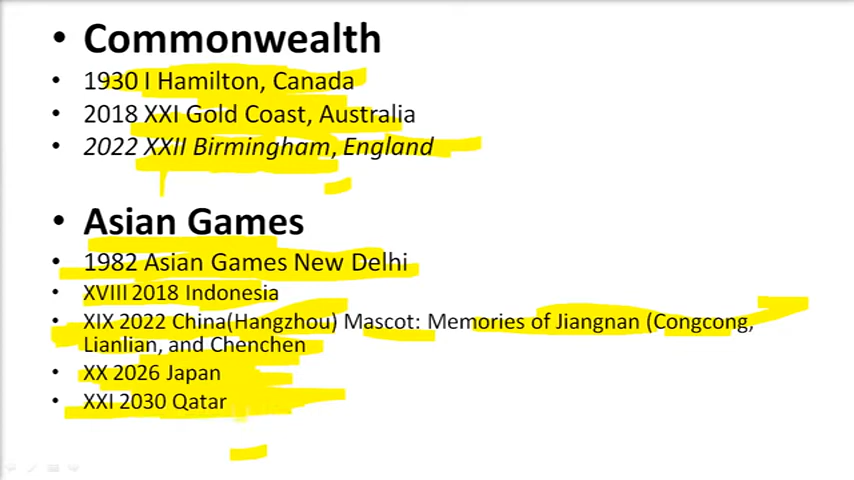 • Commonwealth
• 1930 I Hamilton, Canada
• 2018 XXI Gold Coast, Australia
• 2022 XXII Birmingham, England
• Asian Games
• 1982 Asian Games New Delhi
• XVIII 2018 Indonesia
• XIX 2022 China(Hangzhou) Mascot: Memories of Jiangnan (Congcong,
Lianlian, and Chenchen
• XX 2026 Japan
• XXI 2030 Qatar